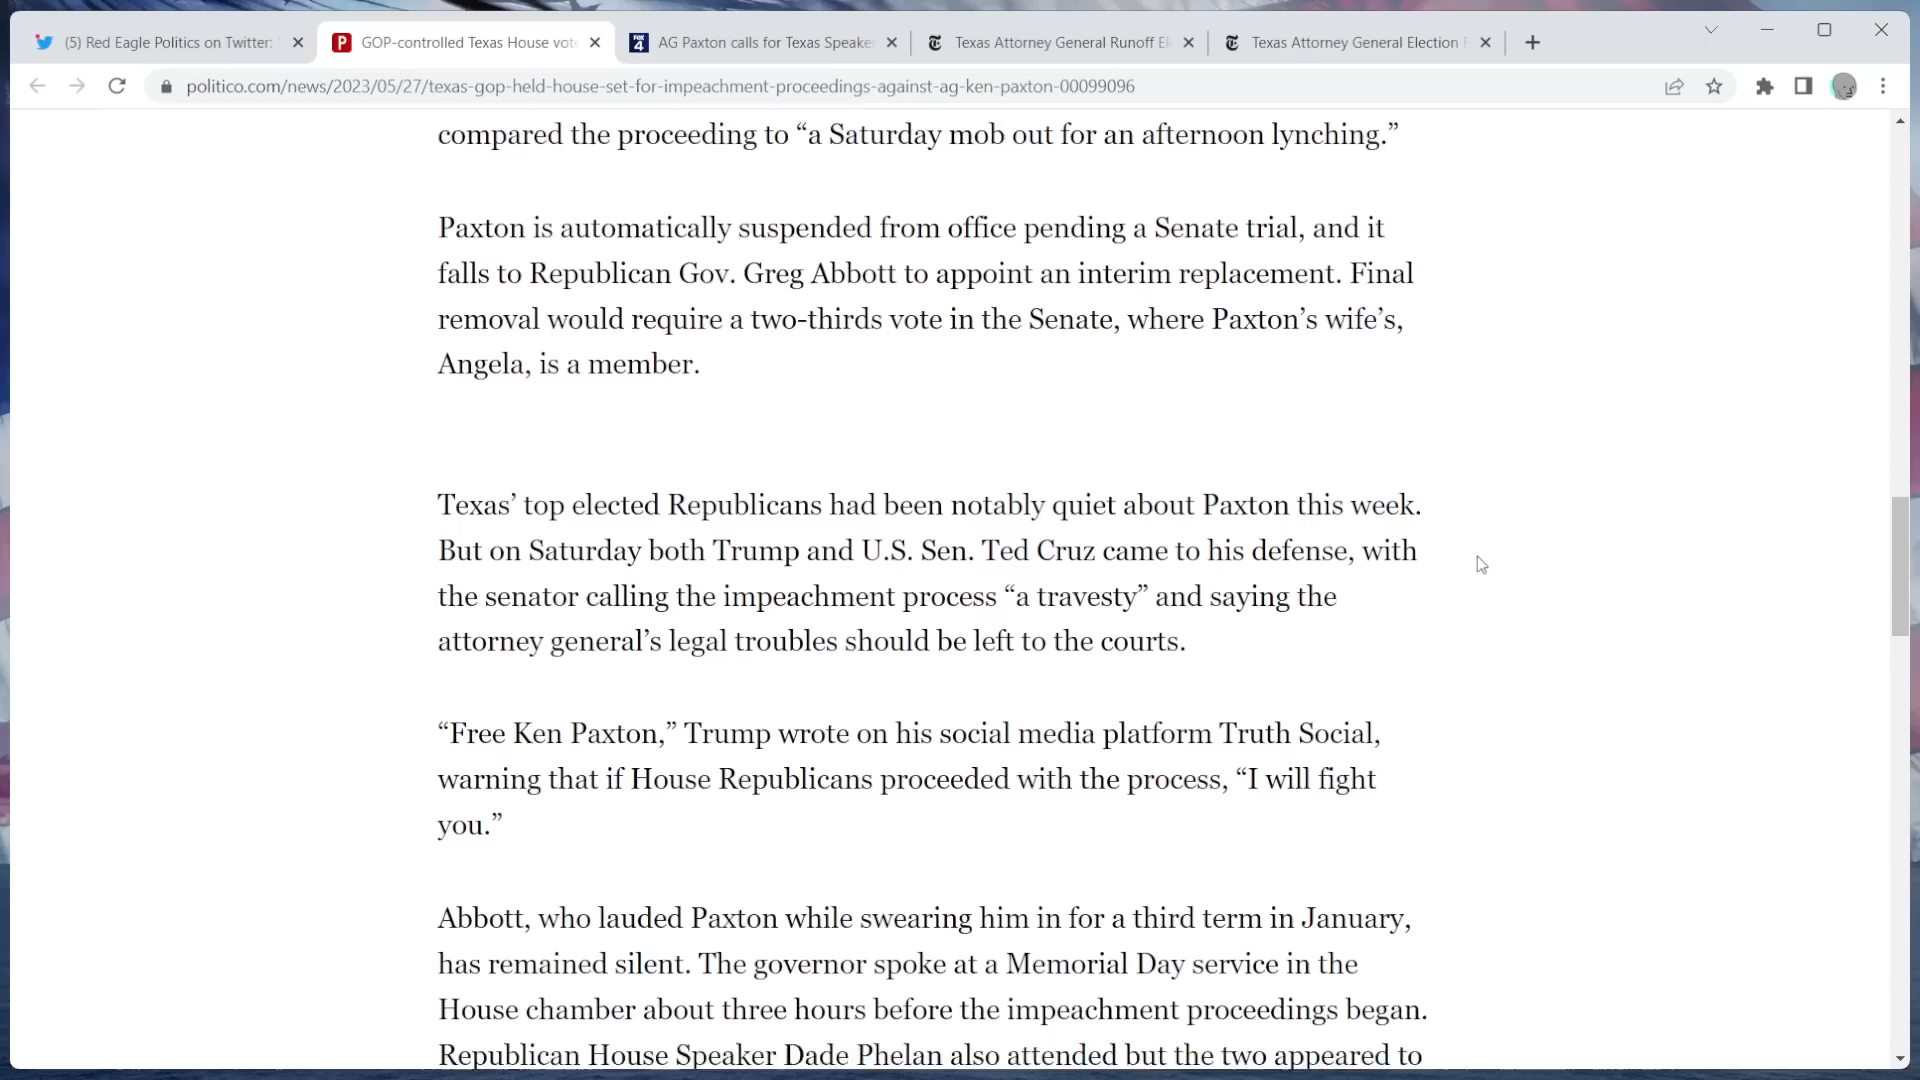 (5) Red Eagle Politics on Twitter:
GOP-controlled Texas House vot
FOX 4
AG Paxton calls for Texas Speake
Texas Attorney General Runoff El
Texas Attorney General Election
politico.com/news/2023/05/27/texas-gop-held-house-set-for-impeachment-proceedings-against-ag-ken-paxton-00099096
compared the proceeding to “a Saturday mob out for an afternoon lynching.”
Paxton is automatically suspended from office pending a Senate trial, and it
falls to Republican Gov. Greg Abbott to appoint an interim replacement. Final
removal would require a two-thirds vote in the Senate, where Paxton’s wife’s,
Angela, is a member.
Texas’ top elected Republicans had been notably quiet about Paxton this week.
But on Saturday both Trump and U.S. Sen. Ted Cruz came to his defense, with
the senator calling the impeachment process “a travesty” and saying the
attorney general’s legal troubles should be left to the courts.
“Free Ken Paxton,” Trump wrote on his social media platform Truth Social,
warning that if House Republicans proceeded with the process, “I will fight
you.”
Abbott, who lauded Paxton while swearing him in for a third term in January,
has remained silent. The governor spoke at a Memorial Day service in the
House chamber about three hours before the impeachment proceedings began.
Republican House Speaker Dade Phelan also attended but the two appeared to